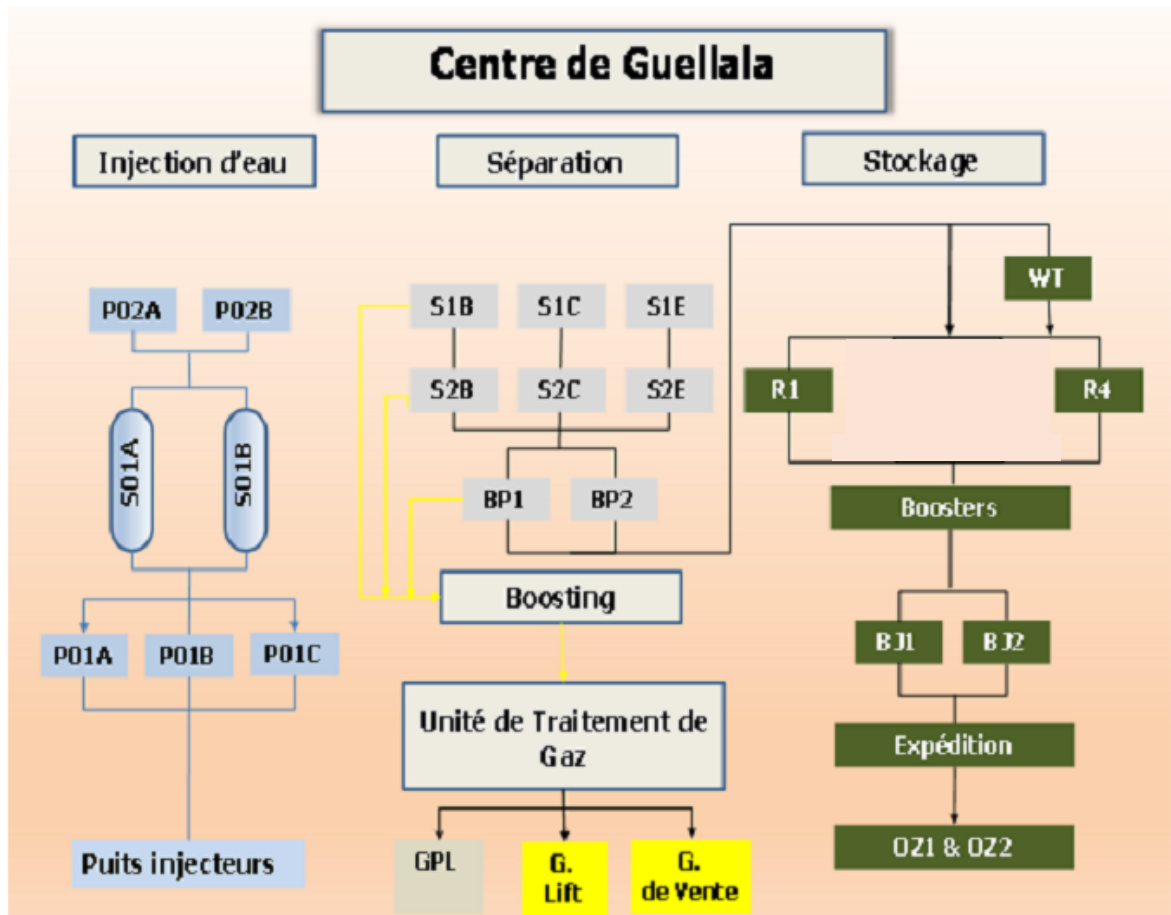 Centre de Guellala
Injection d'eau
Séparation
Stockage
WT
P02A
P02B
S1B
S1C
S1E
S2B
S2C
S2E
R1
R4
S01A
S01B
BP1
BP2
Boosters
Boosting
P01A
P01B
P01C
BJ1
BJ2
Unité de Traitement de
Gaz
Expédition
Puits injecteurs
GPL
G.
Lift
G.
de Vente
OZ1 & OZ2